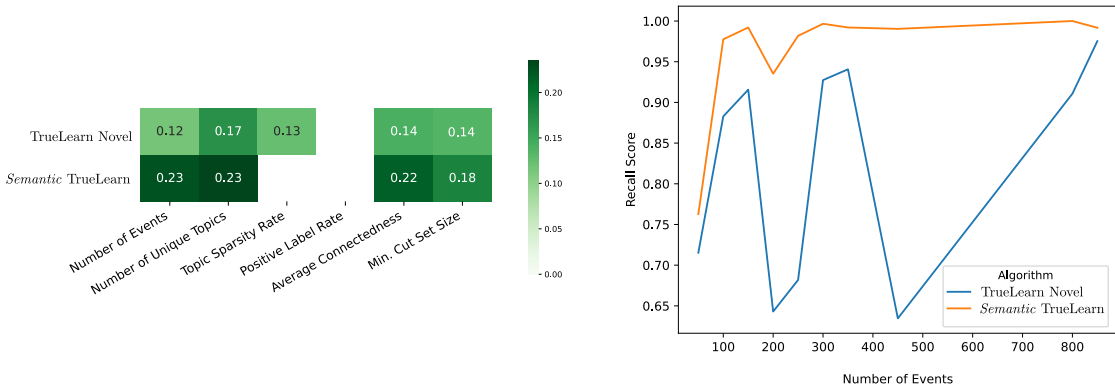 TrueLearn Novel
Semantic TrueLearn
0.12 0.17 0.13 0.14 0.14
0.23 0.23 0.22 0.18
Number of Events
Number of Unique Topics
Topic Sparsity Rate
Positive Label Rate
Average Connectedness
Min. Cut Set Size
0.20
0.15
0.10
0.05
0.00
Recall Score
1.00
0.95
0.90
0.85
0.80
0.75
0.70
0.65
100 200 300 400 500 600 700 800
Number of Events
Algorithm
TrueLearn Novel
Semantic TrueLearn